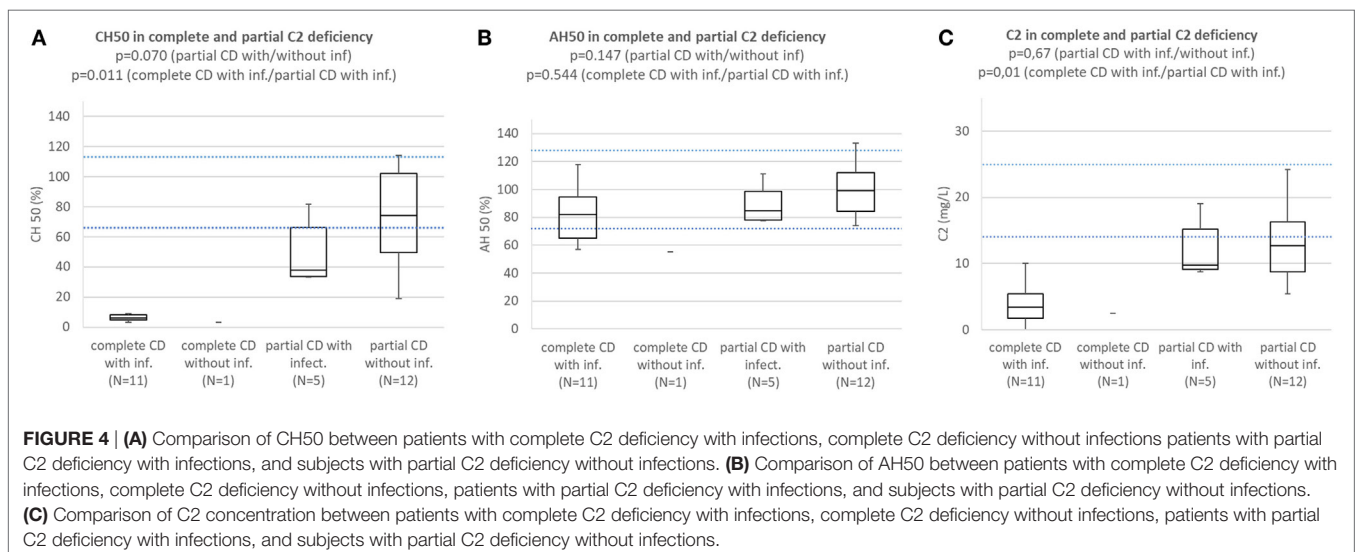 A
CH50 in complete and partial C2 deficiency
p=0.070 (partial CD with/without inf)
p=0.011 (complete CD with inf./partial CD with inf.)
CH 50 (%)
140
120
100
80
60
40
20
0
complete CD with inf. (N=11)
complete CD without inf. (N=1)
partial CD with infect. (N=5)
partial CD without inf. (N=12)
B
AH50 in complete and partial C2 deficiency
p=0.147 (partial CD with/without inf)
p=0.544 (complete CD with inf./partial CD with inf.)
AH 50 (%)
140
120
100
80
60
40
20
0
complete CD with inf. (N=11)
complete CD without inf. (N=1)
partial CD with infect. (N=5)
partial CD without inf. (N=12)
C
C2 in complete and partial C2 deficiency
p=0,67 (partial CD with inf./without inf.)
p=0,01 (complete CD with inf./partial CD with inf.)
C2 (mg/L)
30
20
10
0
complete CD with inf. (N=11)
complete CD without inf. (N=1)
partial CD with inf. (N=5)
partial CD without inf. (N=12)
FIGURE 4 | (A) Comparison of CH50 between patients with complete C2 deficiency with infections, complete C2 deficiency without infections patients with partial
C2 deficiency with infections, and subjects with partial C2 deficiency without infections. (B) Comparison of AH50 between patients with complete C2 deficiency with
infections, complete C2 deficiency without infections, patients with partial C2 deficiency with infections, and subjects with partial C2 deficiency without infections.
(C) Comparison of C2 concentration between patients with complete C2 deficiency with infections, complete C2 deficiency without infections, patients with partial
C2 deficiency with infections, and subjects with partial C2 deficiency without infections.